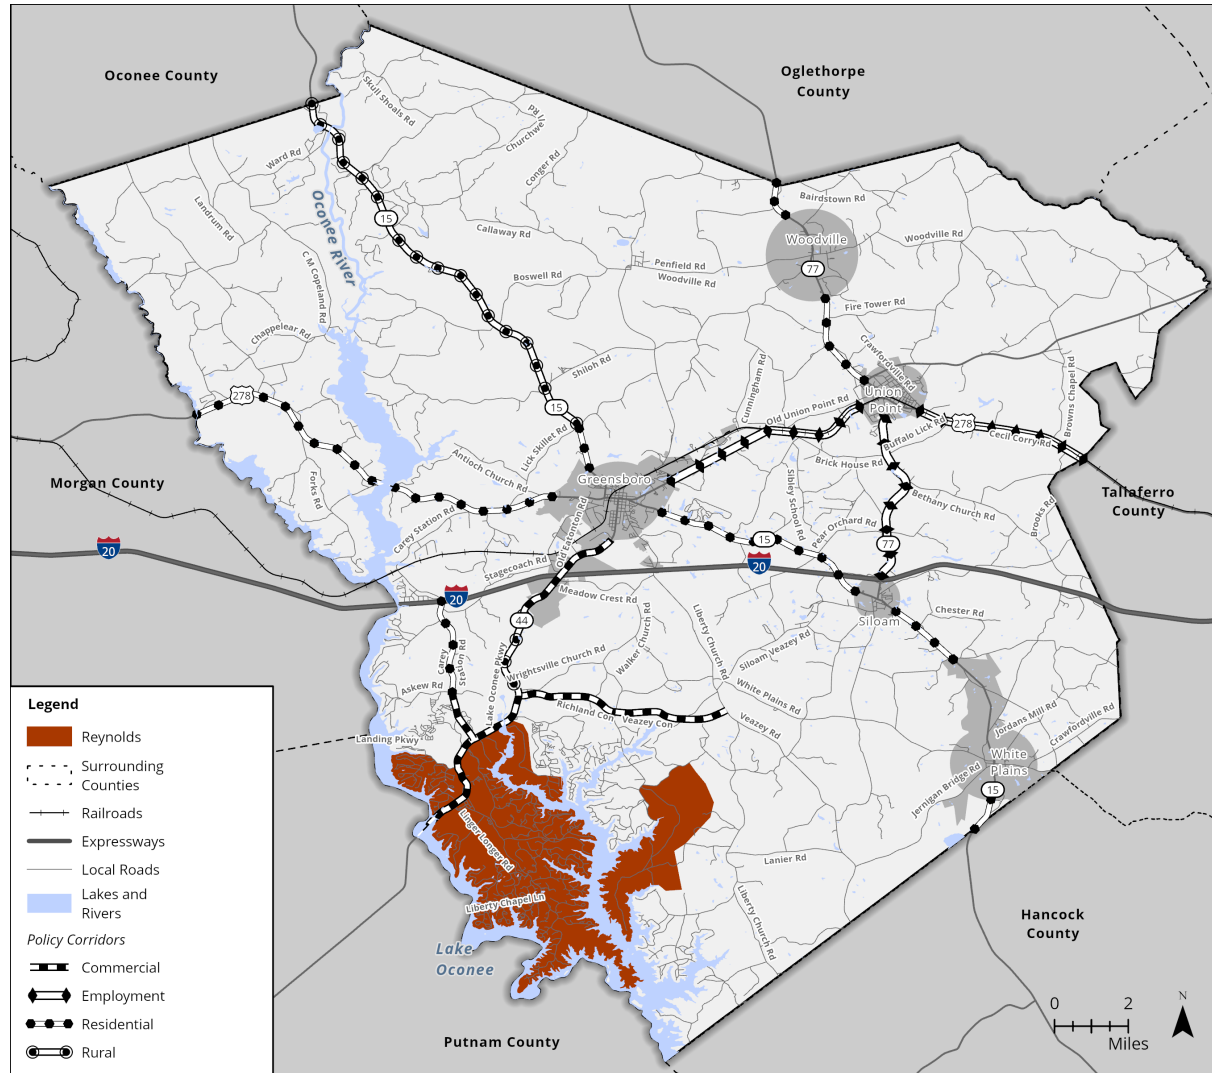 Oconee County
Oglethorpe
County
Skull Shoals Rd
Churchwell Rd
Conger Rd
Ward Rd
Landrum Rd
Oconee River
15
Callaway Rd
C M Copeland Rd
Boswell Rd
Penfield Rd
Woodville Rd
Bairdstown Rd
Woodville
Woodville Rd
77
Fire Tower Rd
Chappelear Rd
Crawfordville Rd
Shiloh Rd
Cunningham Rd
Browns Chapel Rd
278
15
Union
Point
Old Union Point Rd
Buffalo Lick Rd
278
Cecil Corry Rd
Lick Skillet Rd
Antioch Church Rd
Brick House Rd
Morgan County
Forks Rd
Greensboro
Sibley School Rd
Bethany Church Rd
Tallaferro
County
Brooks Rd
Carey Station Rd
Old Eatonton Rd
Pear Orchard Rd
15
77
20
Stagecoach Rd
20
20
Meadow Crest Rd
44
Siloam
Chester Rd
Walker Church Rd
Liberty Church Rd
Siloam Veazey Rd
Carey
Station Rd
Lake Oconee Pkwy
Wrightsville Church Rd
Askew Rd
White Plains Rd
Richland Con
Veazey Con
Veazey Rd
Landing Pkwy
Jordans Mill Rd
Crawfordville Rd
White
Plains
Jernigan Bridge Rd
15
Linger Longer Rd
Lanier Rd
Liberty Chapel Ln
Liberty Church Rd
Lake
Oconee
Hancock
County
Putnam County
Legend
Reynolds
Surrounding
Counties
Railroads
Expressways
Local Roads
Lakes and
Rivers
Policy Corridors
Commercial
Employment
Residential
Rural
0 2
Miles
N